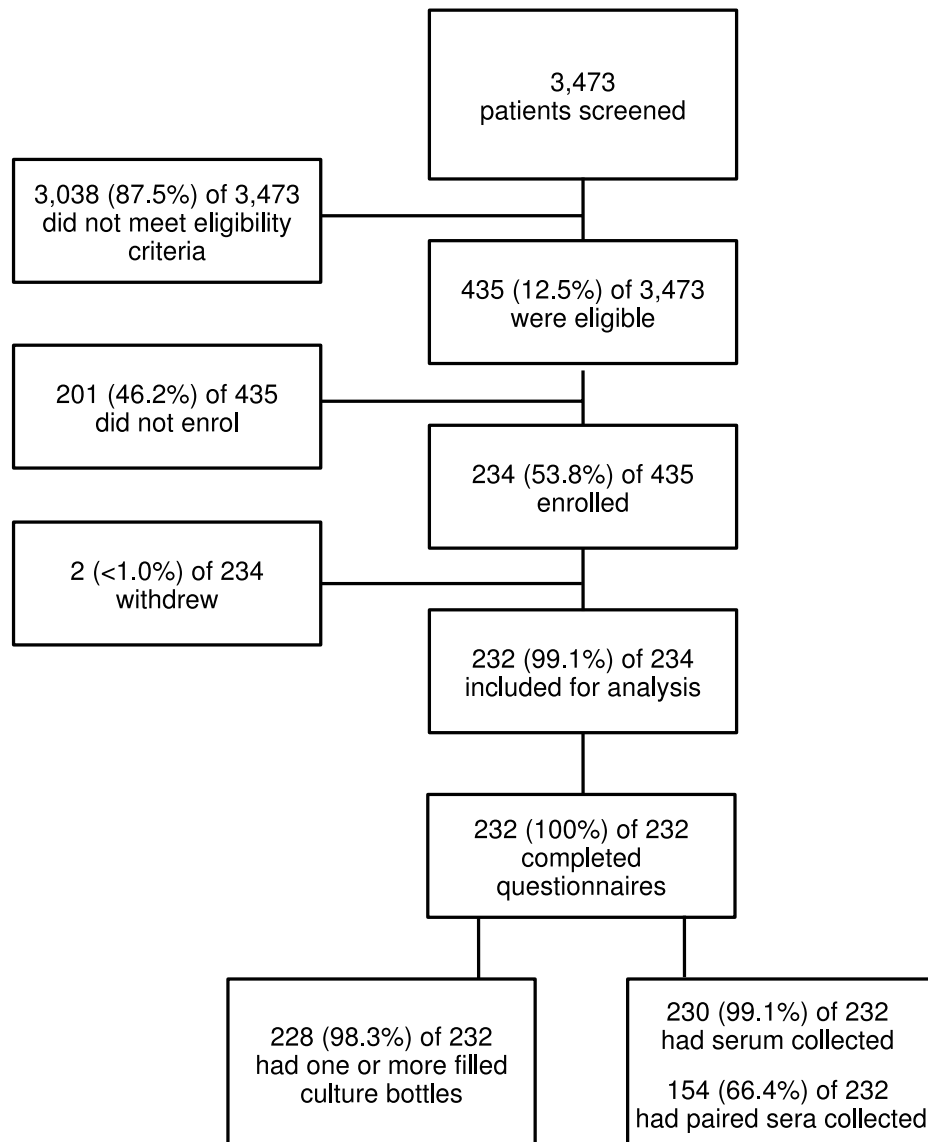 3,473
patients screened
3,038 (87.5%) of 3,473
did not meet eligibility
criteria
435 (12.5%) of 3,473
were eligible
201 (46.2%) of 435
did not enrol
234 (53.8%) of 435
enrolled
2 (<1.0%) of 234
withdrew
232 (99.1%) of 234
included for analysis
232 (100%) of 232
completed
questionnaires
228 (98.3%) of 232
had one or more filled
culture bottles
230 (99.1%) of 232
had serum collected
154 (66.4%) of 232
had paired sera collected